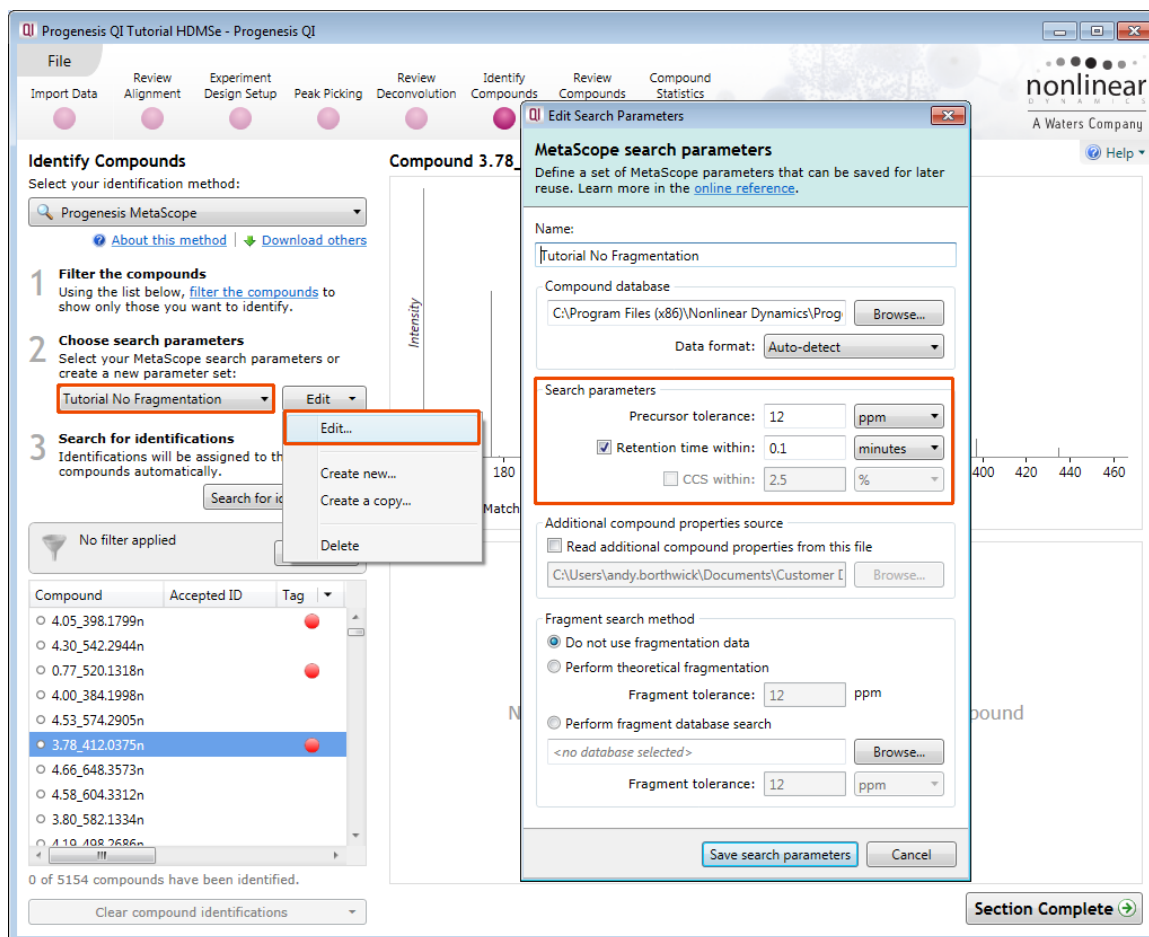 Progenesis QI Tutorial HDMSe - Progenesis QI
File
Import Data
Review
Alignment
Experiment
Design Setup
Peak Picking
Review
Deconvolution
Identify
Compounds
Review
Compounds
Compound
Statistics
nonlinear
DYNAMICS
A Waters Company
Help
Identify Compounds
Select your identification method:
Progenesis MetaScope
About this method
Download others
1
Filter the compounds
Using the list below, filter the compounds to
show only those you want to identify.
2
Choose search parameters
Select your MetaScope search parameters or
create a new parameter set:
Tutorial No Fragmentation
Edit
Edit...
Create new...
Create a copy...
Delete
3
Search for identifications
Identifications will be assigned to th
compounds automatically.
Search for id
No filter applied
Compound
Accepted ID
Tag
4.05_398.1799n
4.30_542.2944n
0.77_520.1318n
4.00_384.1998n
4.53_574.2905n
3.78_412.0375n
4.66_648.3573n
4.58_604.3312n
3.80_582.1334n
4.19_498.2686n
0 of 5154 compounds have been identified.
Clear compound identifications
Compound 3.78_
Intensity
180
Match
400
420
440
460
N
pound
Section Complete
QI Edit Search Parameters
MetaScope search parameters
Define a set of MetaScope parameters that can be saved for later
reuse. Learn more in the online reference.
Name:
Tutorial No Fragmentation
Compound database
C:\Program Files (x86)\Nonlinear Dynamics\Prog
Browse...
Data format:
Auto-detect
Search parameters
Precursor tolerance:
12
ppm
Retention time within:
0.1
minutes
CCS within:
2.5
%
Additional compound properties source
Read additional compound properties from this file
C:\Users\andy.borthwick\Documents\Customer D
Browse...
Fragment search method
Do not use fragmentation data
Perform theoretical fragmentation
Fragment tolerance:
12
ppm
Perform fragment database search
<no database selected>
Browse...
Fragment tolerance:
12
ppm
Save search parameters
Cancel